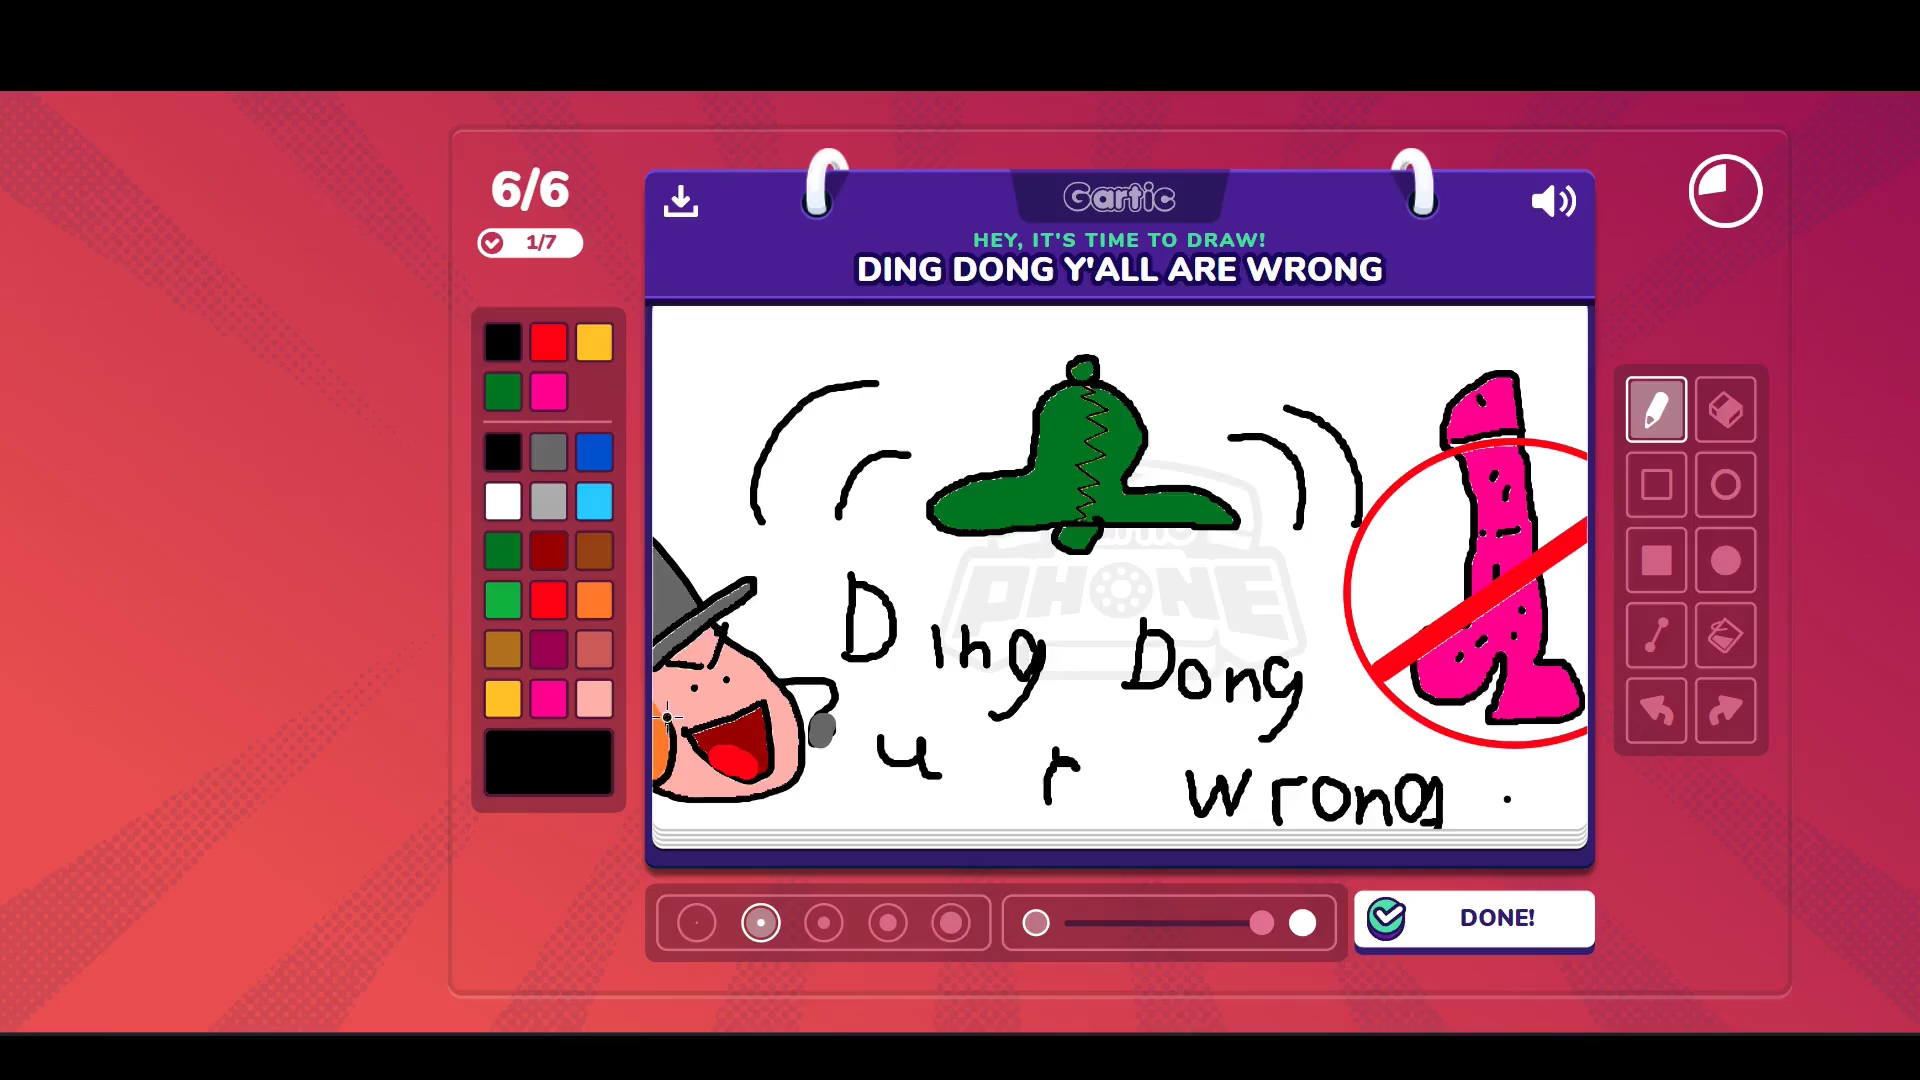 6/6
1/7
Gartic
HEY, IT'S TIME TO DRAW!
DING DONG Y'ALL ARE WRONG
PHONE
Ding Dong
u r wrong.
DONE!